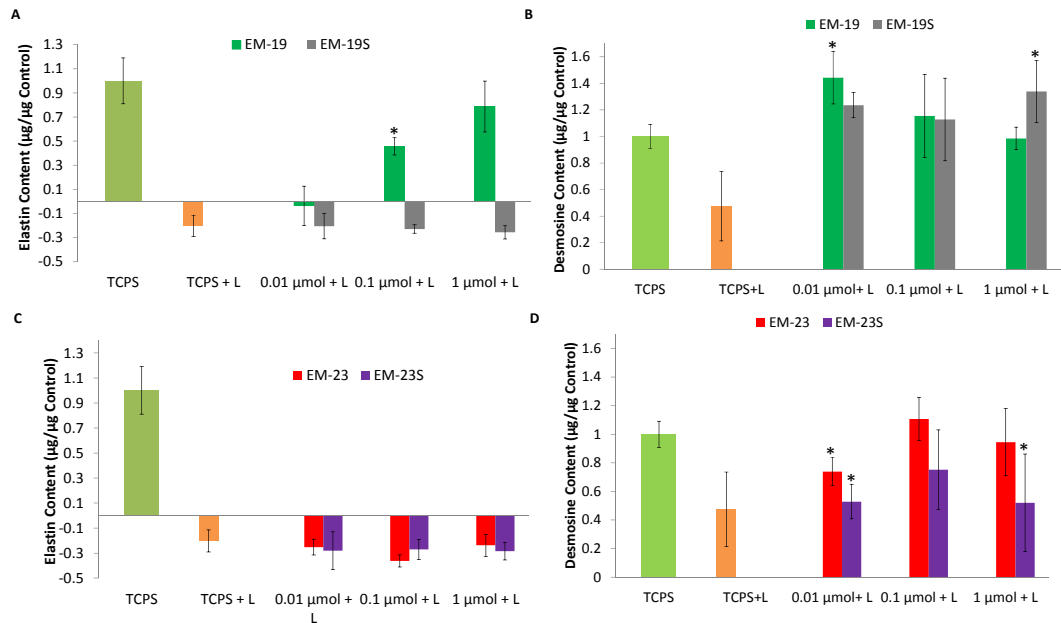 A
EM-19 EM-19S
Elastin Content (µg/µg Control)
1.3
1.1
0.9
0.7
0.5
0.3
0.1
-0.1
-0.3
-0.5
*
TCPS TCPS + L 0.01 µmol + L 0.1 µmol + L 1 µmol + L
B
EM-19 EM-19S
Desmosine Content (µg/µg Control)
1.6
1.4
1.2
1
0.8
0.6
0.4
0.2
0
* *
TCPS TCPS+L 0.01 µmol+ L 0.1 µmol + L 1 µmol + L
C
EM-23 EM-23S
Elastin Content (µg/µg Control)
1.3
1.1
0.9
0.7
0.5
0.3
0.1
-0.1
-0.3
-0.5
TCPS TCPS + L 0.01 µmol + 0.1 µmol + L 1 µmol + L
L
D
EM-23 EM-23S
Desmosine Content (µg/µg Control)
1.6
1.4
1.2
1
0.8
0.6
0.4
0.2
0
* * *
TCPS TCPS+L 0.01 µmol+ L 0.1 µmol + L 1 µmol + L